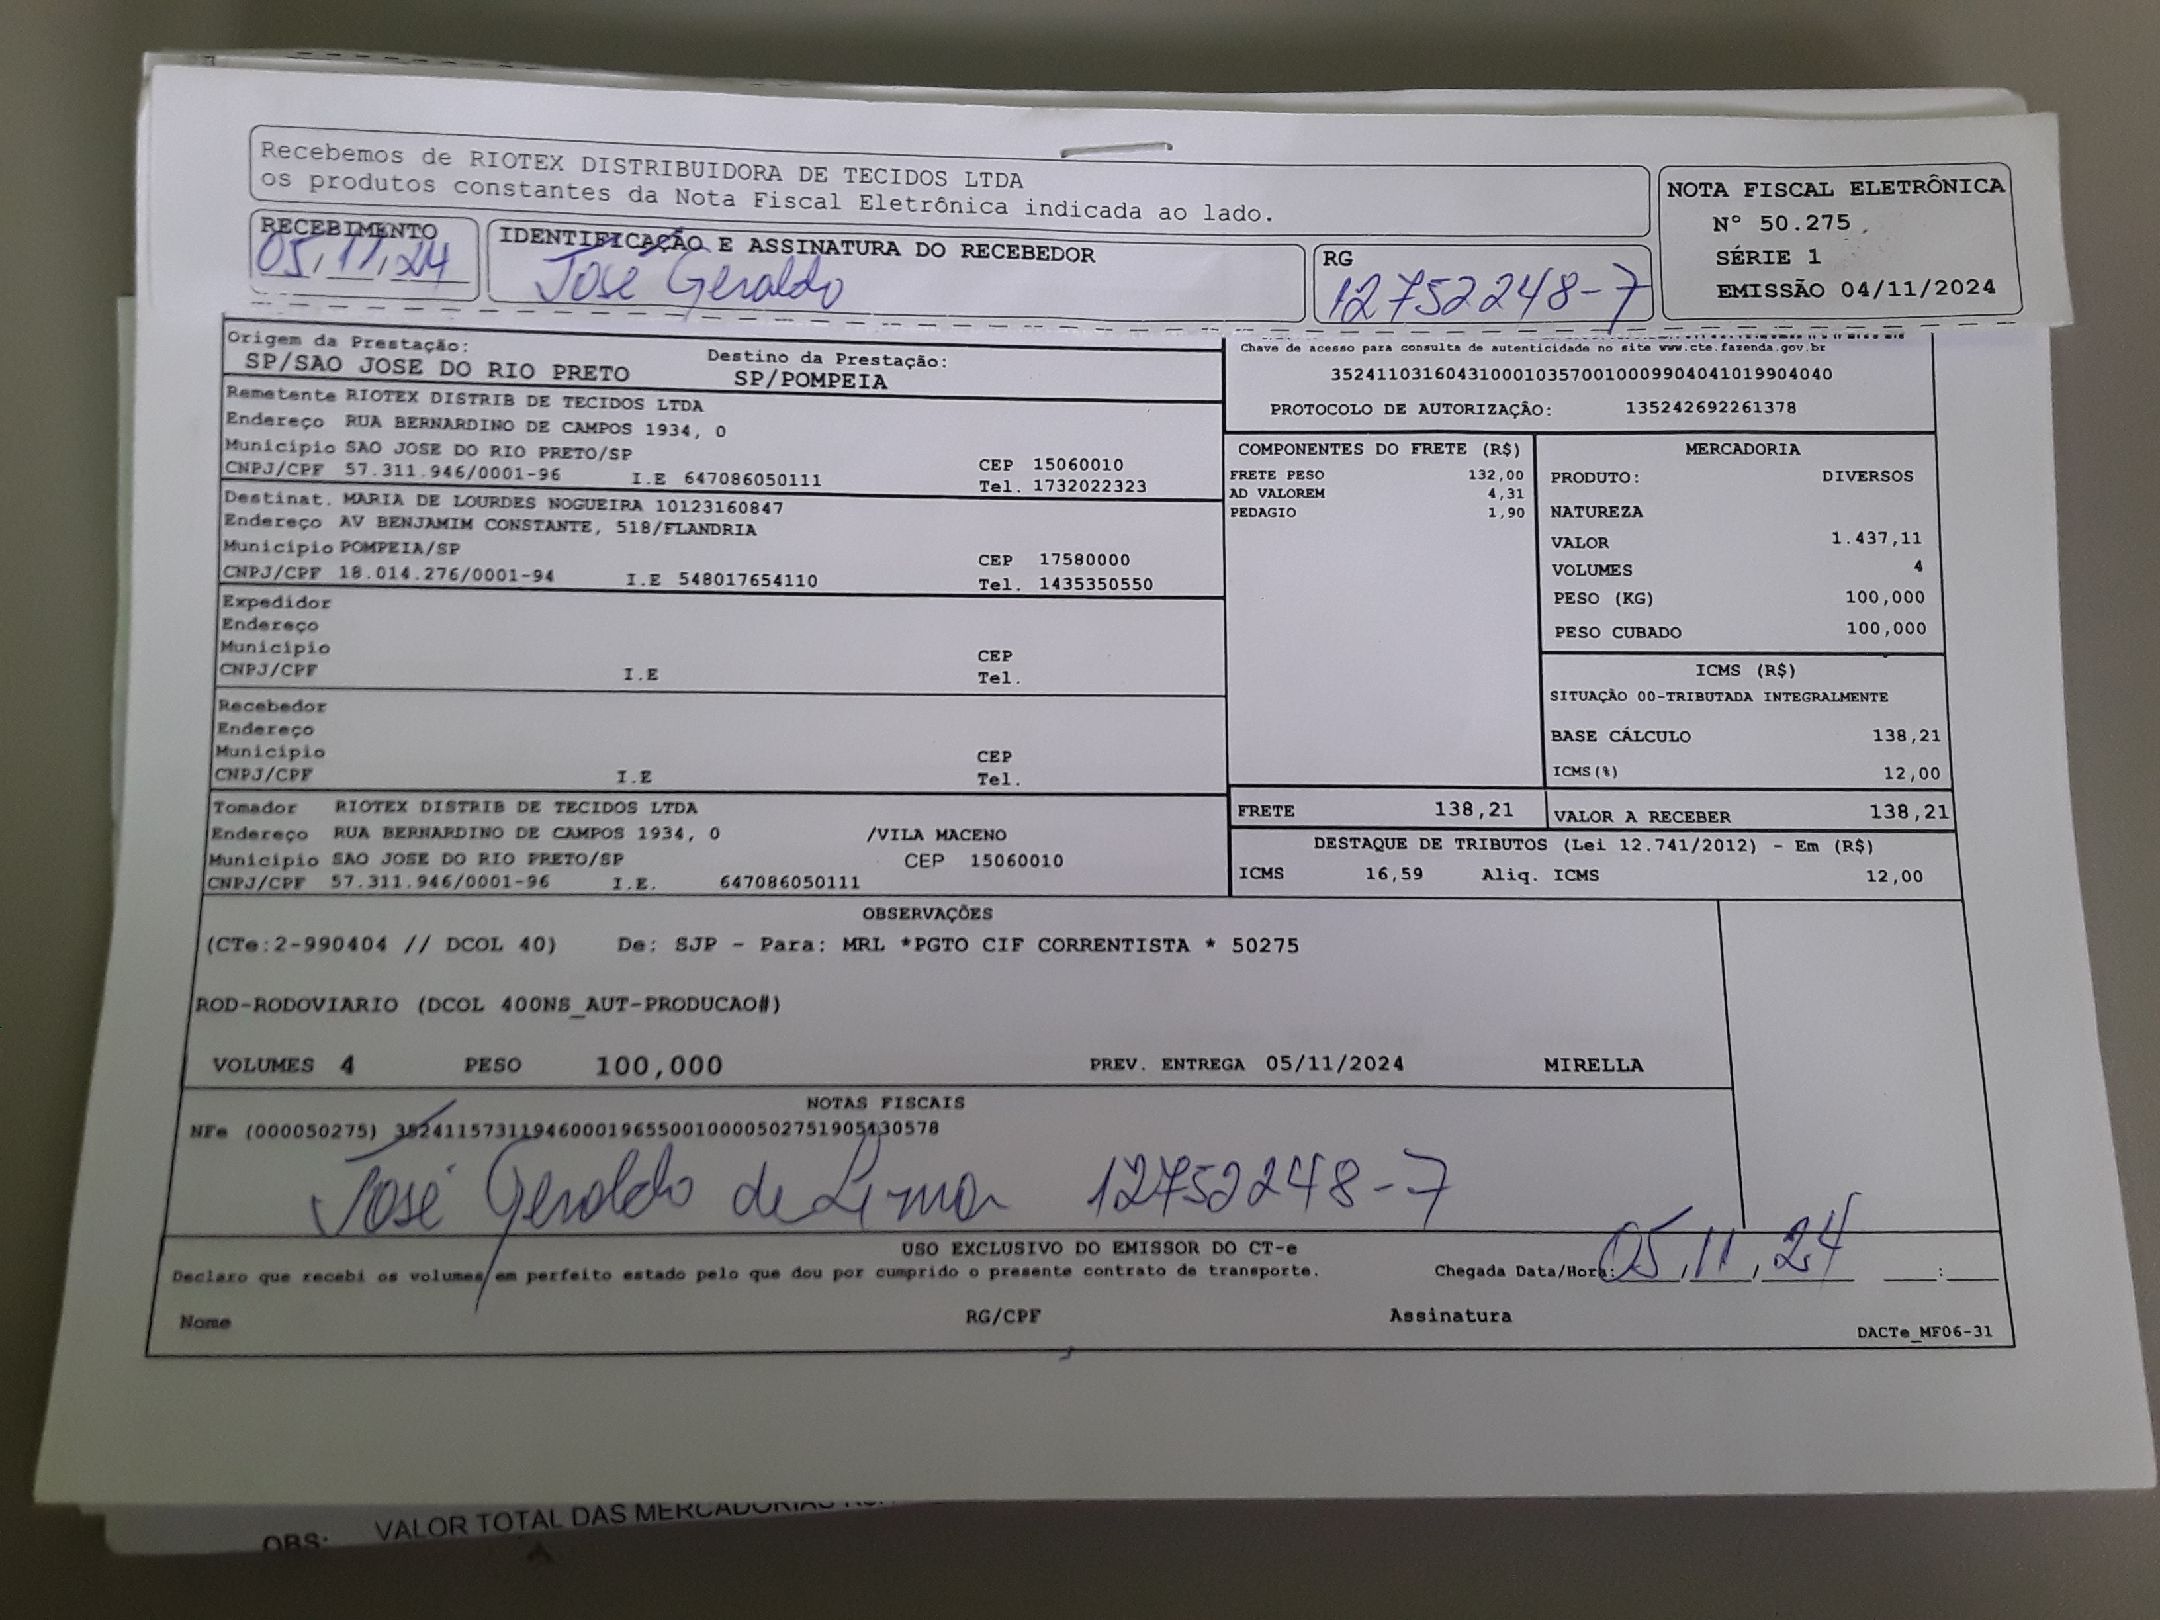 Recebemos de RIOTEX DISTRIBUIDORA DE TECIDOS LTDA
os produtos constantes da Nota Fiscal Eletrônica indicada ao lado.
NOTA FISCAL ELETRÔNICA
N° 50.275
SÉRIE 1
EMISSÃO 04/11/2024
RECEBIMENTO
05,11,24
IDENTIFICAÇÃO E ASSINATURA DO RECEBEDOR
José Geraldo
RG
12752248-7
Origem da Prestação:
SP/SAO JOSE DO RIO PRETO
Destino da Prestação:
SP/POMPEIA
Chave de acesso para consulta de autenticidade no site www.cte.fazenda.gov.br
35241103160431000103570010009904041019904040
PROTOCOLO DE AUTORIZAÇÃO: 135242692261378
Remetente RIOTEX DISTRIB DE TECIDOS LTDA
Endereço RUA BERNARDINO DE CAMPOS 1934, 0
Municipio SAO JOSE DO RIO PRETO/SP CEP 15060010
CNPJ/CPF 57.311.946/0001-96 I.E 647086050111 Tel. 1732022323
Destinat. MARIA DE LOURDES NOGUEIRA 10123160847
Endereço AV BENJAMIM CONSTANTE, 518/FLANDRIA
Municipio POMPEIA/SP CEP 17580000
CNPJ/CPF 18.014.276/0001-94 I.E 548017654110 Tel. 1435350550
Expedidor
Endereço
Municipio CEP
CNPJ/CPF I.E Tel.
Recebedor
Endereço
Municipio CEP
CNPJ/CPF I.E Tel.
Tomador RIOTEX DISTRIB DE TECIDOS LTDA
Endereço RUA BERNARDINO DE CAMPOS 1934, 0 /VILA MACENO
Municipio SAO JOSE DO RIO PRETO/SP CEP 15060010
CNPJ/CPF 57.311.946/0001-96 I.E. 647086050111
COMPONENTES DO FRETE (R$)
FRETE PESO 132,00
AD VALOREM 4,31
PEDAGIO 1,90
MERCADORIA
PRODUTO: DIVERSOS
NATUREZA
VALOR 1.437,11
VOLUMES 4
PESO (KG) 100,000
PESO CUBADO 100,000
ICMS (R$)
SITUAÇÃO 00-TRIBUTADA INTEGRALMENTE
BASE CÁLCULO 138,21
ICMS(%) 12,00
FRETE 138,21
VALOR A RECEBER 138,21
DESTAQUE DE TRIBUTOS (Lei 12.741/2012) - Em (R$)
ICMS 16,59 Aliq. ICMS 12,00
OBSERVAÇÕES
(CTe:2-990404 // DCOL 40) De: SJP - Para: MRL *PGTO CIF CORRENTISTA * 50275
ROD-RODOVIARIO (DCOL 400NS_AUT-PRODUCAO#)
VOLUMES 4 PESO 100,000 PREV. ENTREGA 05/11/2024 MIRELLA
NOTAS FISCAIS
NFe (000050275) 35241157311946000196550010000502751905130578
José Geraldo de Lima 12752248-7
USO EXCLUSIVO DO EMISSOR DO CT-e
Declaro que recebi os volumes em perfeito estado pelo que dou por cumprido o presente contrato de transporte. Chegada Data/Hora: 05,11,24 :
Nome RG/CPF Assinatura
DACTe_MF06-31
OBS: VALOR TOTAL DAS MERCADORIAS